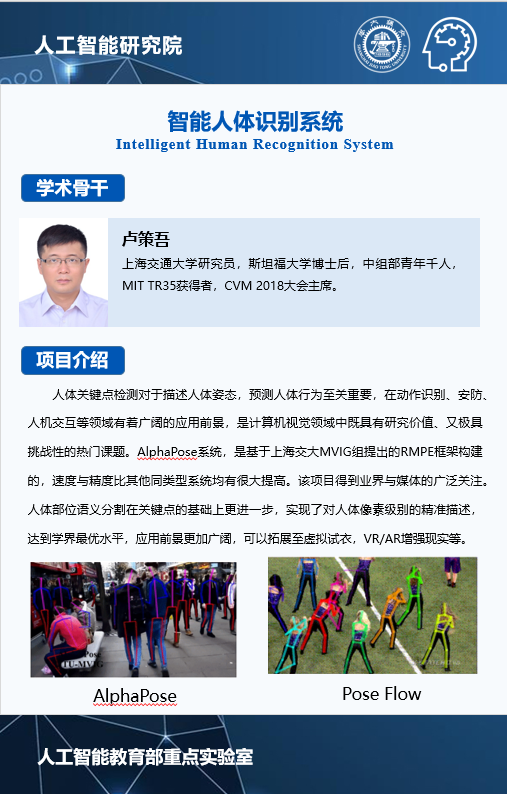 人工智能研究院
智能人体识别系统
Intelligent Human Recognition System
学术骨干
卢策吾
上海交通大学研究员，斯坦福大学博士后，中组部青年千人，
MIT TR35获得者，CVM 2018大会主席。
项目介绍
人体关键点检测对于描述人体姿态，预测人体行为至关重要，在动作识别、安防、
人机交互等领域有着广阔的应用前景，是计算机视觉领域中既具有研究价值、又极具
挑战性的热门课题。AlphaPose系统，是基于上海交大MVIG组提出的RMPE框架构建
的，速度与精度比其他同类型系统均有很大提高。该项目得到业界与媒体的广泛关注。
人体部位语义分割在关键点的基础上更进一步，实现了对人体像素级别的精准描述，
达到学界最优水平，应用前景更加广阔，可以拓展至虚拟试衣，VR/AR增强现实等。
AlphaPose
Pose Flow
人工智能教育部重点实验室